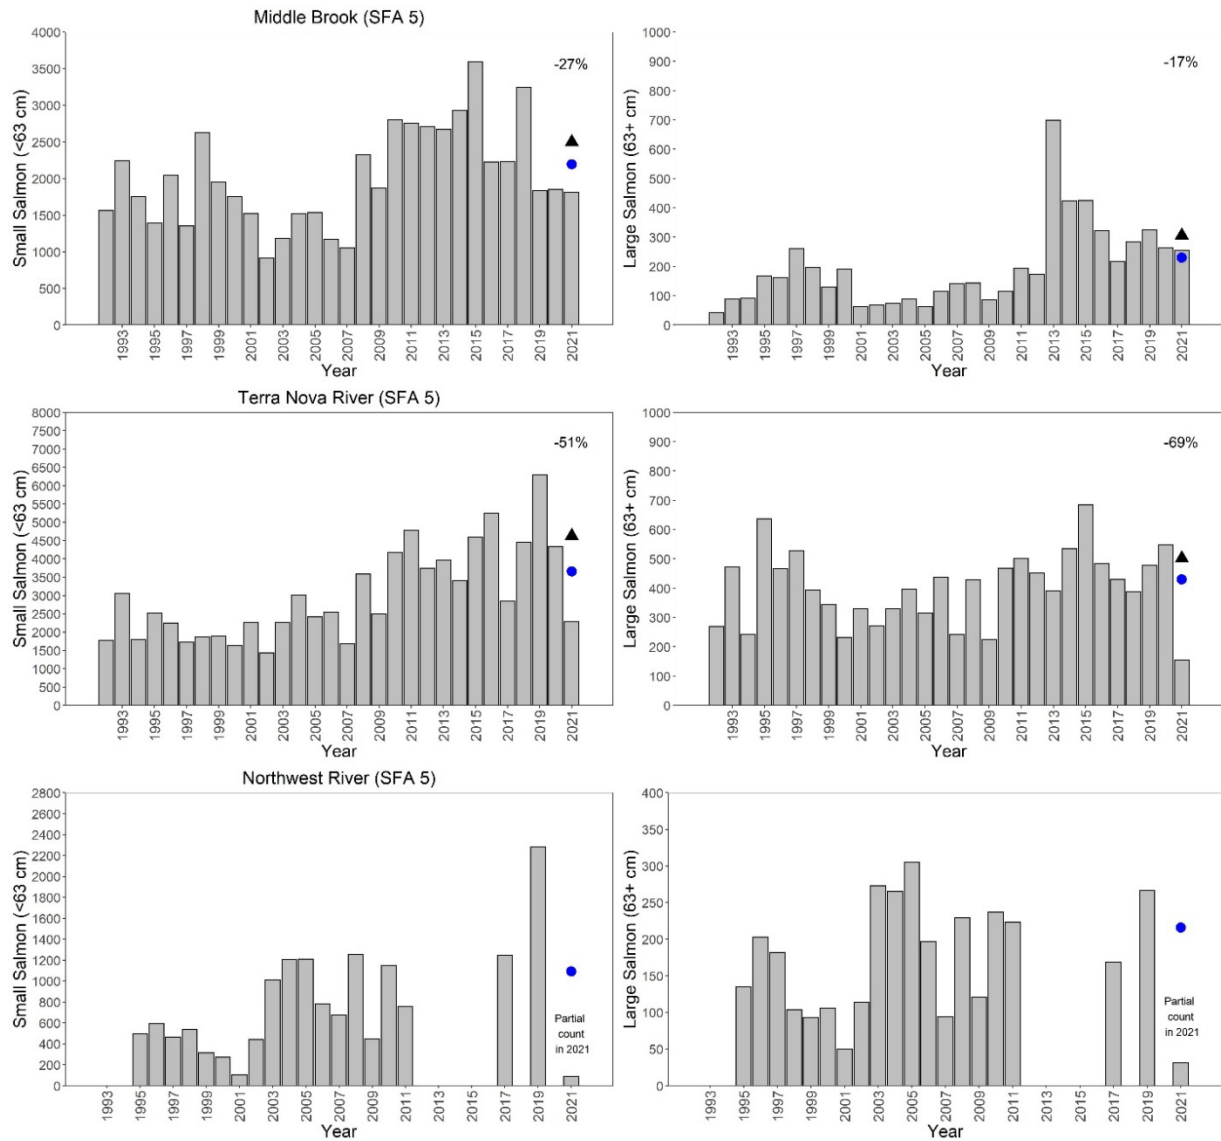 Middle Brook (SFA 5)
Small Salmon (<63 cm)
4000
3500
3000
2500
2000
1500
1000
500
0
-27%
1993 1995 1997 1999 2001 2003 2005 2007 2009 2011 2013 2015 2017 2019 2021
Year
Large Salmon (63+ cm)
1000
900
800
700
600
500
400
300
200
100
0
-17%
1993 1995 1997 1999 2001 2003 2005 2007 2009 2011 2013 2015 2017 2019 2021
Year
Terra Nova River (SFA 5)
Small Salmon (<63 cm)
8000
7500
7000
6500
6000
5500
5000
4500
4000
3500
3000
2500
2000
1500
1000
500
0
-51%
1993 1995 1997 1999 2001 2003 2005 2007 2009 2011 2013 2015 2017 2019 2021
Year
Large Salmon (63+ cm)
1000
900
800
700
600
500
400
300
200
100
0
-69%
1993 1995 1997 1999 2001 2003 2005 2007 2009 2011 2013 2015 2017 2019 2021
Year
Northwest River (SFA 5)
Small Salmon (<63 cm)
2800
2600
2400
2200
2000
1800
1600
1400
1200
1000
800
600
400
200
0
Partial
count
in 2021
1993 1995 1997 1999 2001 2003 2005 2007 2009 2011 2013 2015 2017 2019 2021
Year
Large Salmon (63+ cm)
400
350
300
250
200
150
100
50
0
Partial
count
in 2021
1993 1995 1997 1999 2001 2003 2005 2007 2009 2011 2013 2015 2017 2019 2021
Year